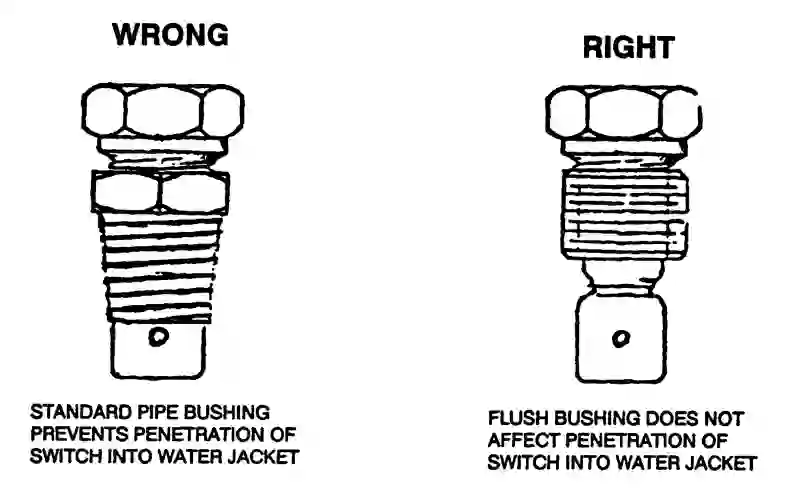 WRONG
RIGHT
STANDARD PIPE BUSHING
PREVENTS PENETRATION OF
SWITCH INTO WATER JACKET
FLUSH BUSHING DOES NOT
AFFECT PENETRATION OF
SWITCH INTO WATER JACKET